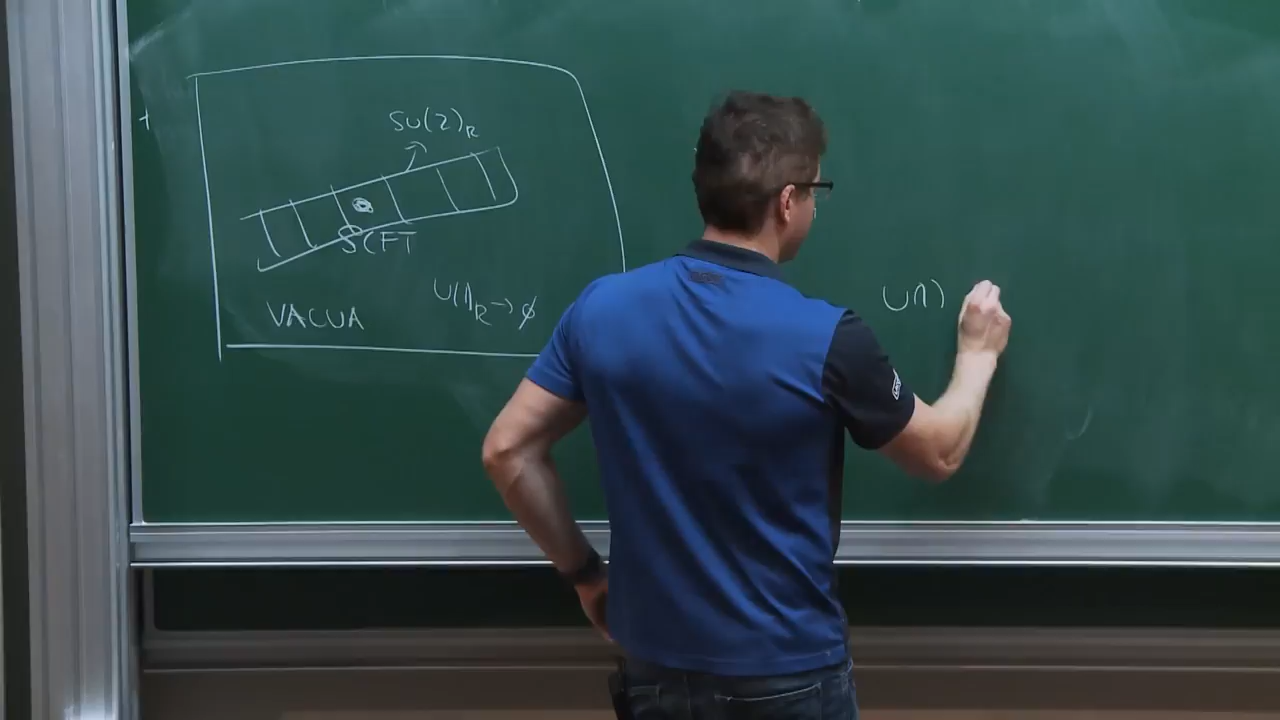 SU(2)_R
SCFT
U(1)_R → ϕ
VACUA
U(1)